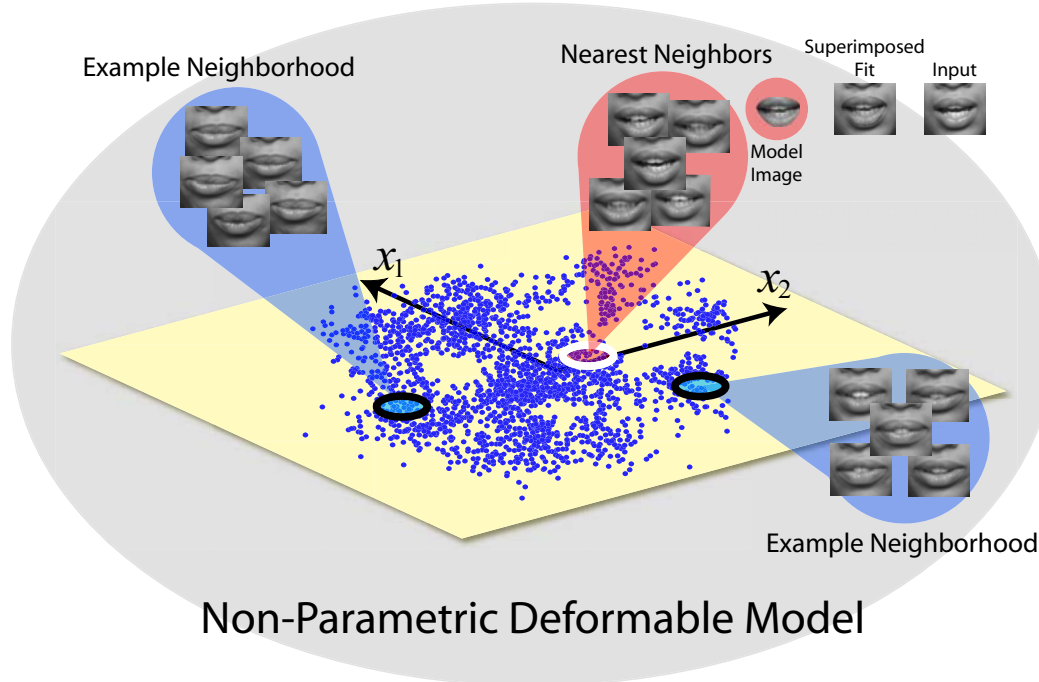 Example Neighborhood
Nearest Neighbors
Superimposed
Fit
Input
Model
Image
x1
x2
Example Neighborhood
Non-Parametric Deformable Model